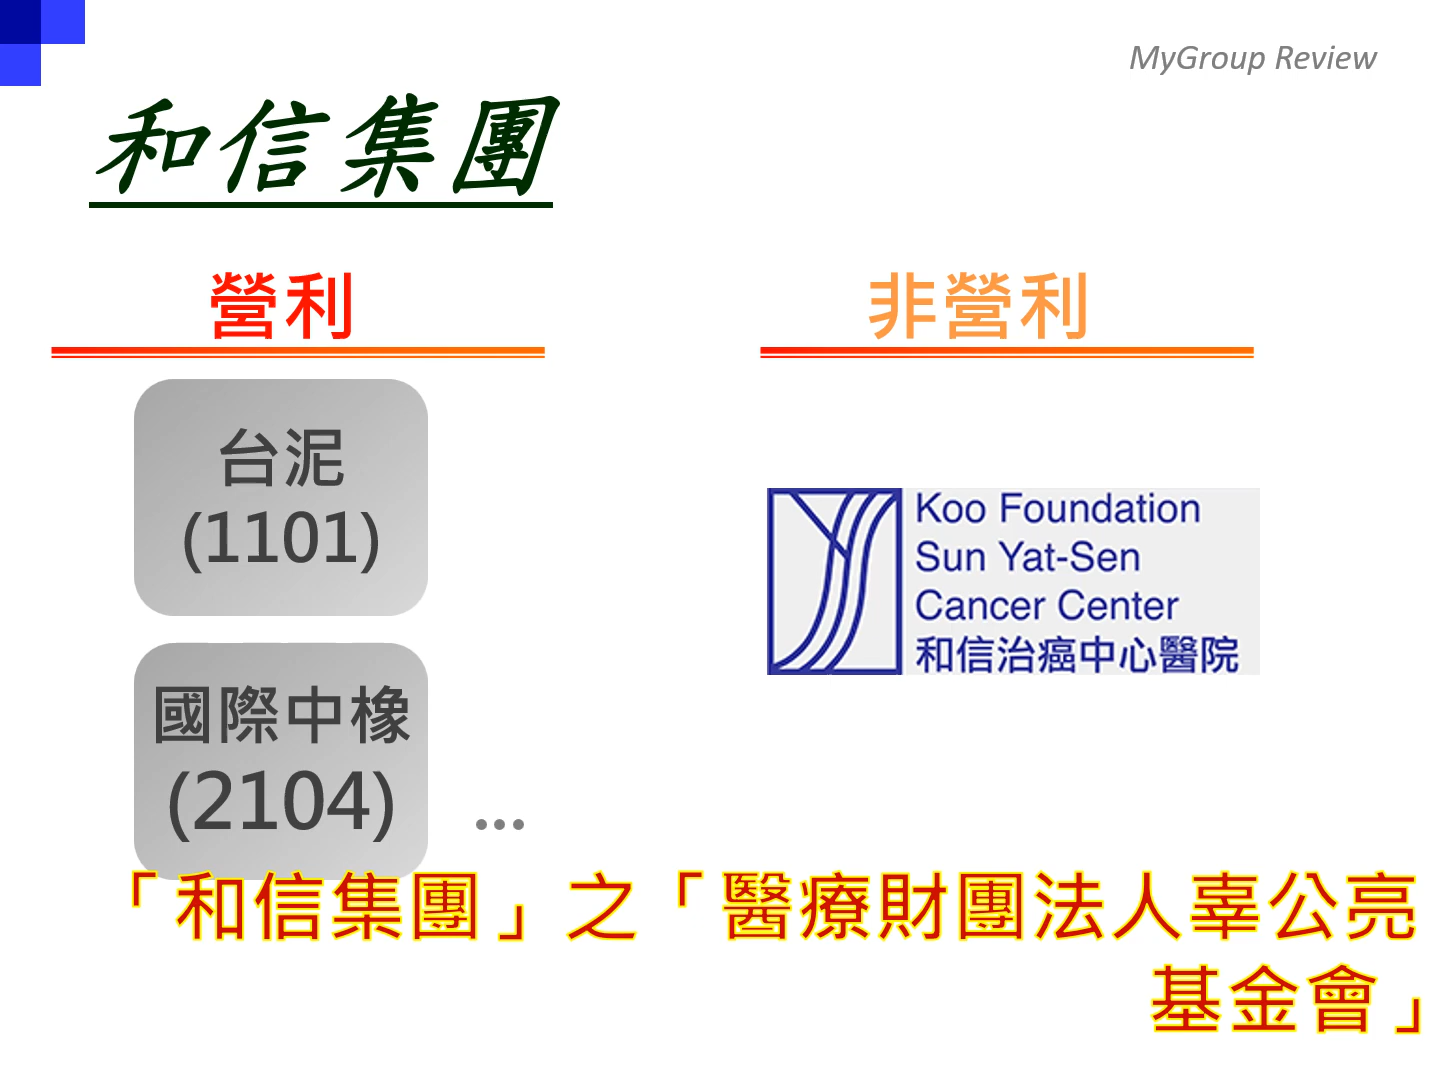 MyGroup Review
和信集團
營利
非營利
台泥
(1101)
國際中橡
(2104)
...
Koo Foundation
Sun Yat-Sen
Cancer Center
和信治癌中心醫院
「和信集團」之「醫療財團法人辜公亮
基金會」